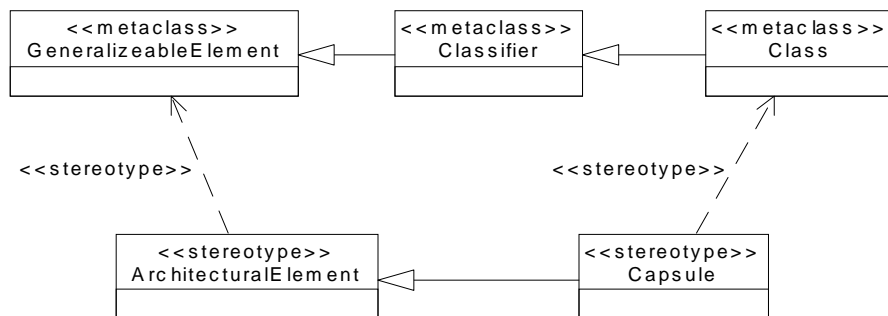 <<metaclass>>
GeneralizeableElement
<<metaclass>>
Classifier
<<metaclass>>
Class
<<stereotype>>
<<stereotype>>
<<stereotype>>
ArchitecturalElement
<<stereotype>>
Capsule